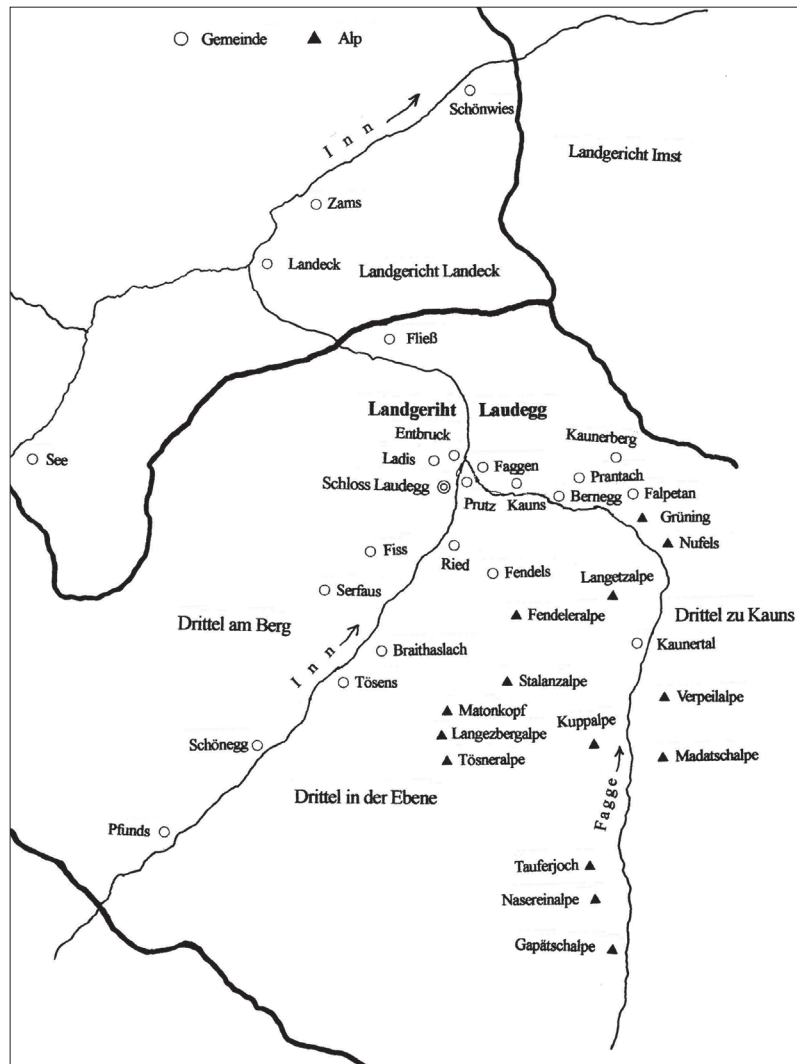 Gemeinde
Alp
Inn
Schönwies
Landgericht Imst
Zams
Landeck
Landgericht Landeck
Fließ
Landgeriht Laudegg
Entbruck
Kaunerberg
See
Ladis
Faggen
Prantach
Schloss Laudegg
Prutz
Kauns
Bernegg
Falpetan
Grüning
Nufels
Fiss
Ried
Fendels
Langetzalpe
Serfaus
Drittel am Berg
Fendeleralpe
Drittel zu Kauns
Inn
Braithaslach
Kaunertal
Tösens
Stalanzalpe
Verpeilalpe
Matonkopf
Kuppalpe
Schönegg
Langezbergalpe
Tösneralpe
Madatschalpe
Drittel in der Ebene
Fagge
Pfunds
Tauferjoch
Nasereinalpe
Gapätschalpe